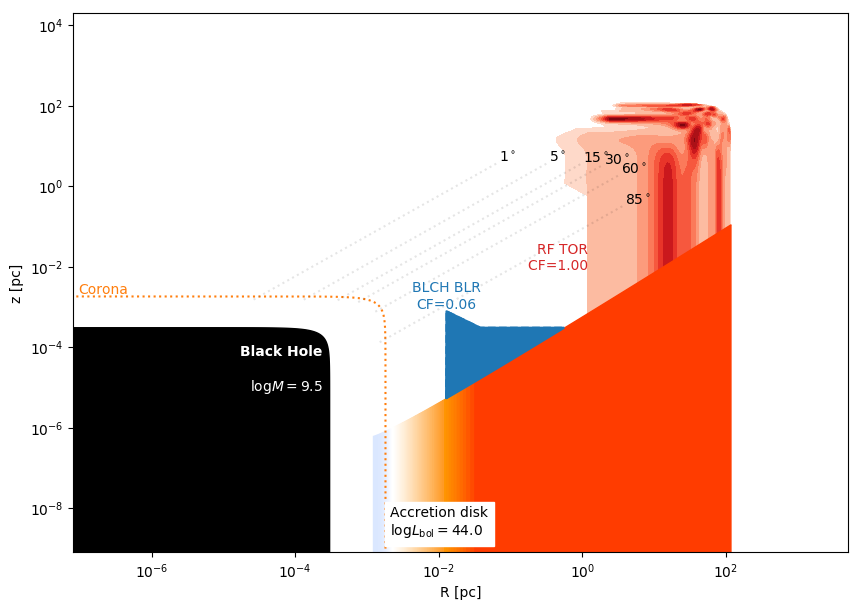 10^4
10^2
10^0
10^-2
10^-4
10^-6
10^-8
z [pc]
1°
5°
15°
30°
60°
85°
RF TOR
CF=1.00
BLCH BLR
CF=0.06
Corona
Black Hole
logM = 9.5
Accretion disk
logL_bol = 44.0
10^-6
10^-4
10^-2
10^0
10^2
R [pc]